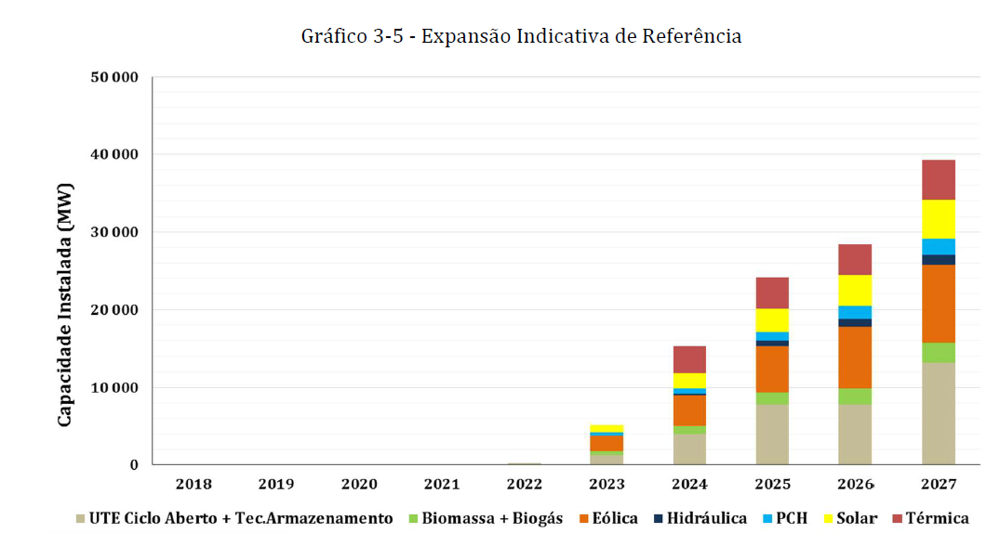 Gráfico 3-5 - Expansão Indicativa de Referência
Capacidade Instalada (MW)
50 000
40 000
30 000
20 000
10 000
0
2018 2019 2020 2021 2022 2023 2024 2025 2026 2027
UTE Ciclo Aberto + Tec.Armazenamento Biomassa + Biogás Eólica Hidráulica PCH Solar Térmica